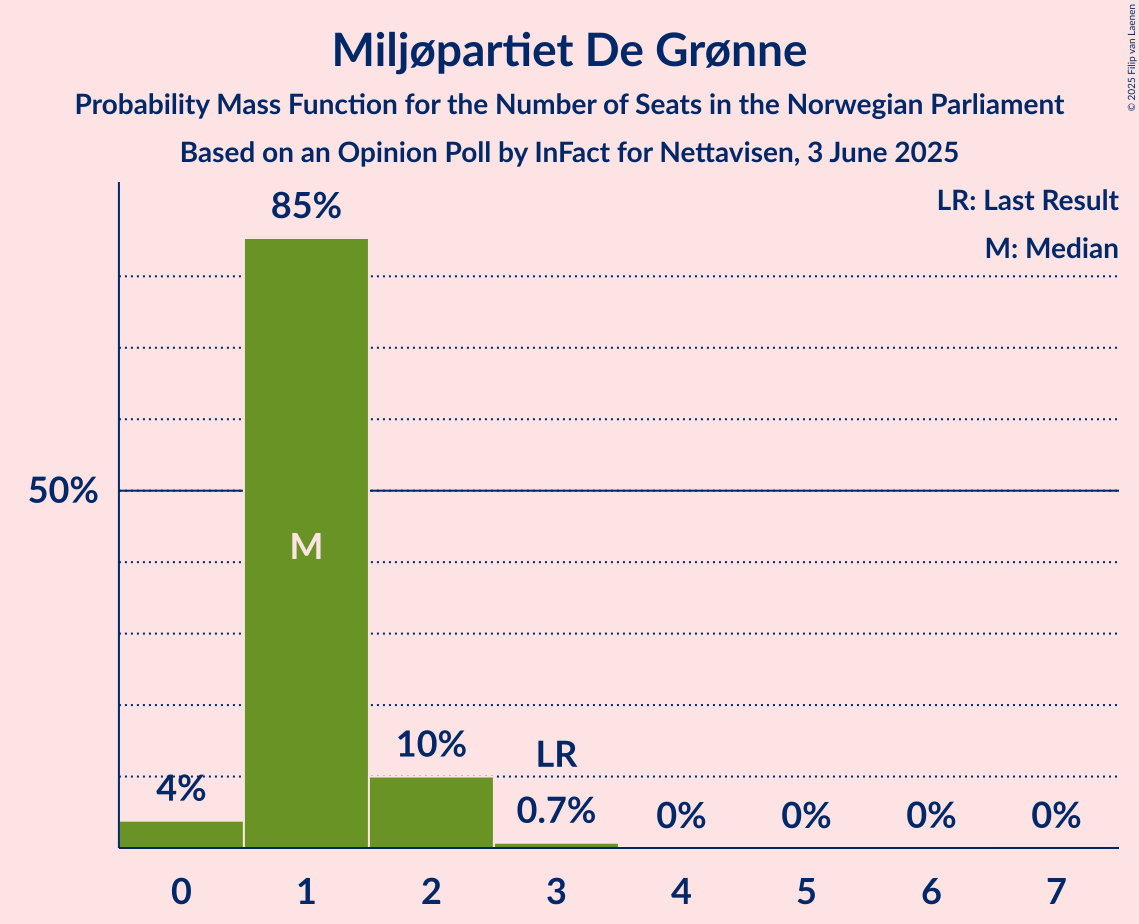 Miljøpartiet De Grønne
Probability Mass Function for the Number of Seats in the Norwegian Parliament
Based on an Opinion Poll by InFact for Nettavisen, 3 June 2025
© 2025 Filip van Laenen
LR: Last Result
M: Median
85%
50%
M
10%
LR
4%
0.7%
0%
0%
0%
0%
0
1
2
3
4
5
6
7